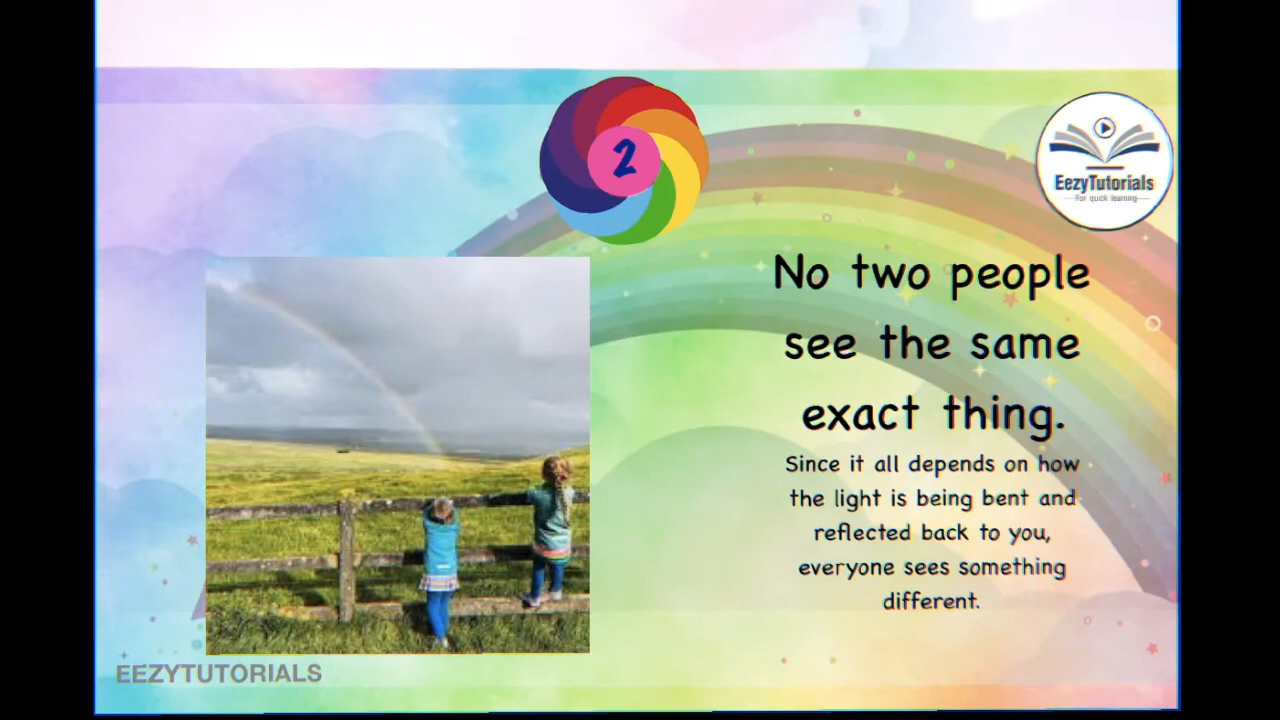 2
EezyTutorials
For quick learning
No two people
see the same
exact thing.
Since it all depends on how
the light is being bent and
reflected back to you,
everyone sees something
different.
EEZYTUTORIALS